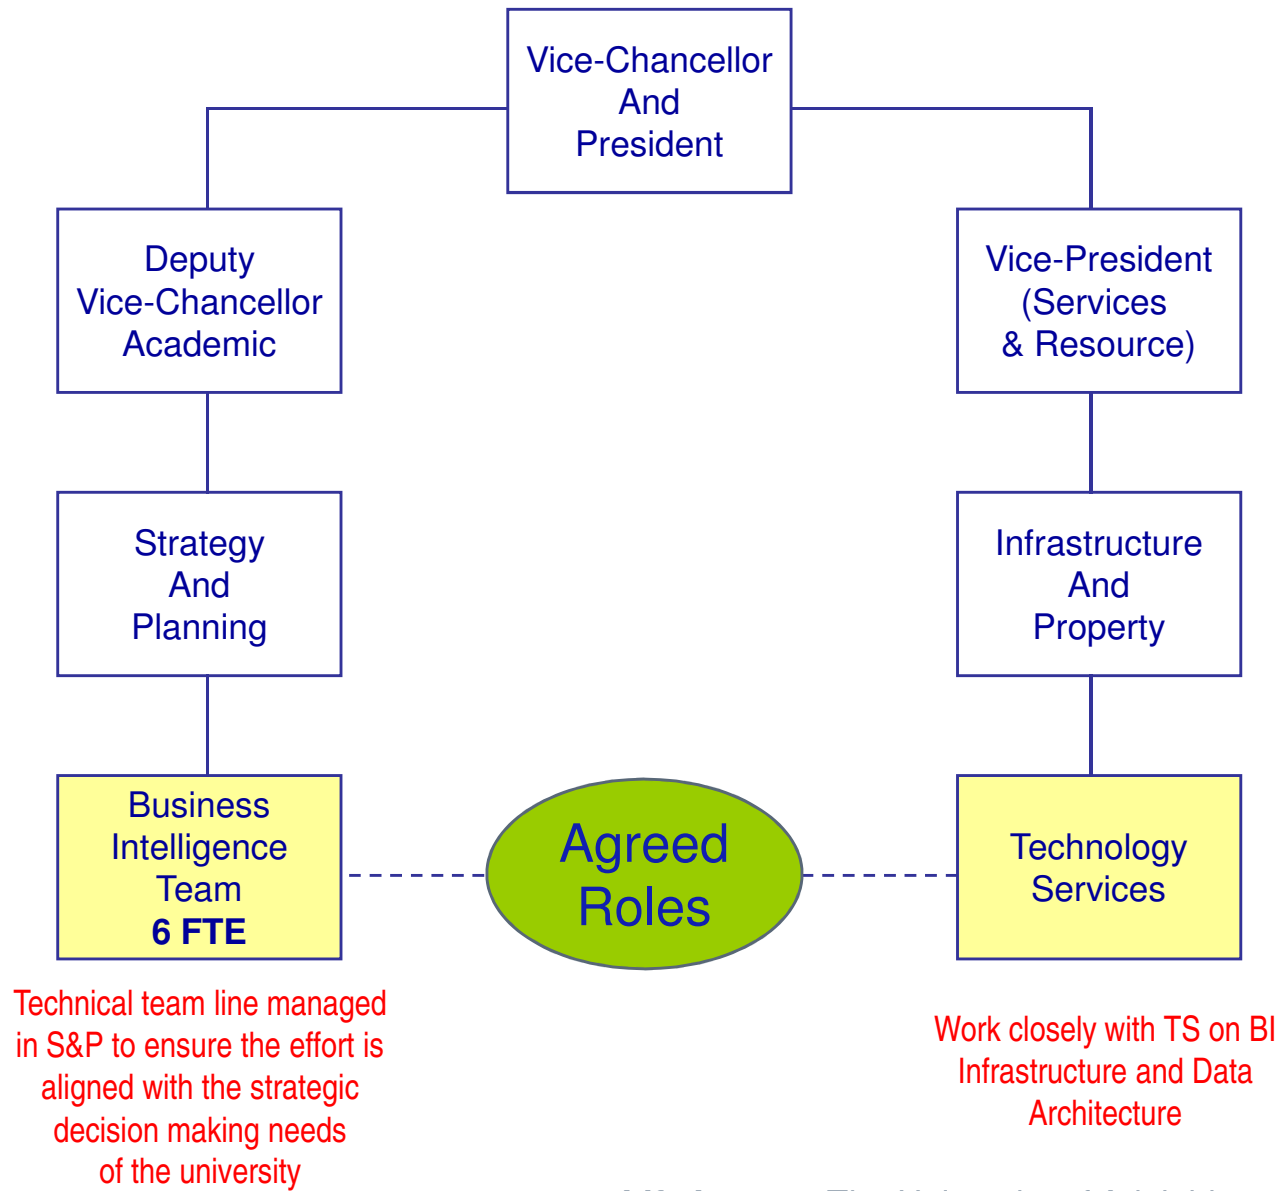 Vice-Chancellor
And
President
Deputy
Vice-Chancellor
Academic
Vice-President
(Services
& Resource)
Strategy
And
Planning
Infrastructure
And
Property
Business
Intelligence
Team
6 FTE
Agreed
Roles
Technology
Services
Technical team line managed
in S&P to ensure the effort is
aligned with the strategic
decision making needs
of the university
Work closely with TS on BI
Infrastructure and Data
Architecture